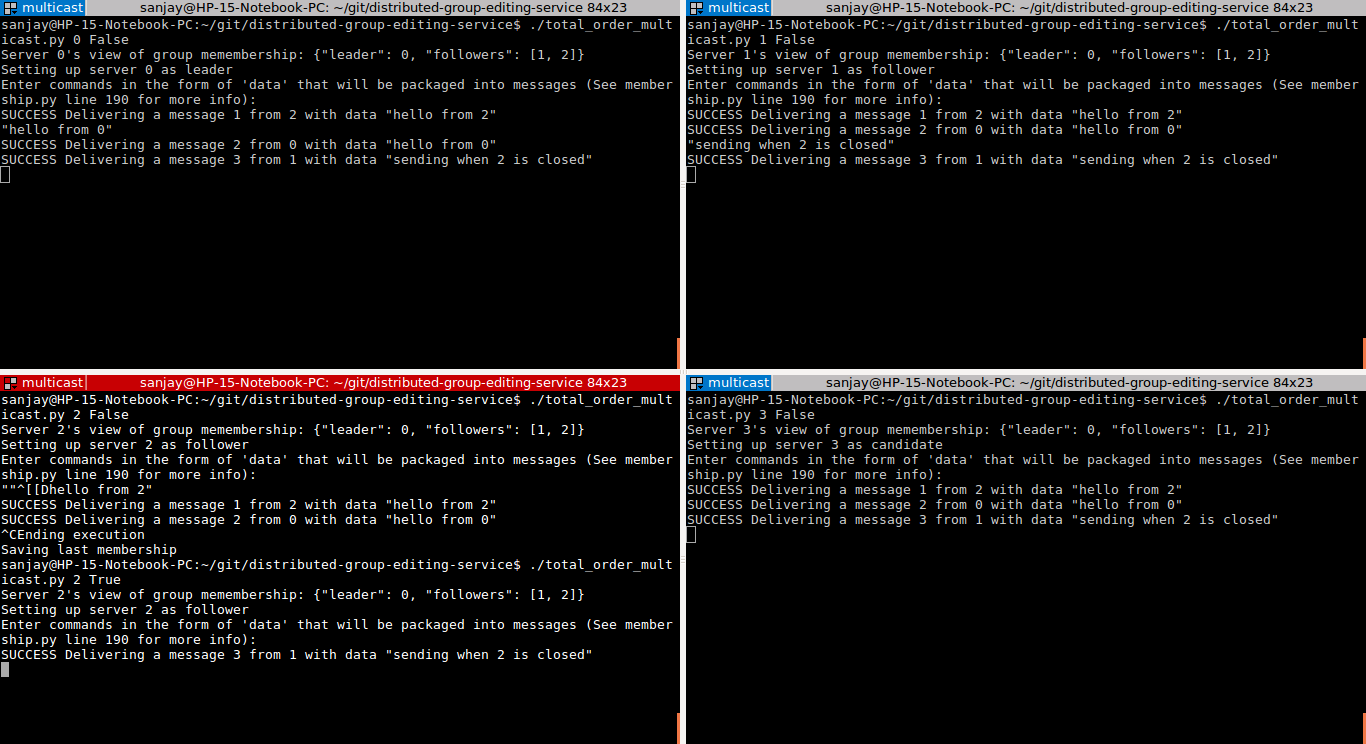 multicast
sanjay@HP-15-Notebook-PC: ~/git/distributed-group-editing-service 84x23
sanjay@HP-15-Notebook-PC:~/git/distributed-group-editing-service$ ./total_order_mult
icast.py 0 False
Server 0's view of group memembership: {"leader": 0, "followers": [1, 2]}
Setting up server 0 as leader
Enter commands in the form of 'data' that will be packaged into messages (See member
ship.py line 190 for more info):
SUCCESS Delivering a message 1 from 2 with data "hello from 2"
"hello from 0"
SUCCESS Delivering a message 2 from 0 with data "hello from 0"
SUCCESS Delivering a message 3 from 1 with data "sending when 2 is closed"
multicast
sanjay@HP-15-Notebook-PC: ~/git/distributed-group-editing-service 84x23
sanjay@HP-15-Notebook-PC:~/git/distributed-group-editing-service$ ./total_order_mult
icast.py 1 False
Server 1's view of group memembership: {"leader": 0, "followers": [1, 2]}
Setting up server 1 as follower
Enter commands in the form of 'data' that will be packaged into messages (See member
ship.py line 190 for more info):
SUCCESS Delivering a message 1 from 2 with data "hello from 2"
SUCCESS Delivering a message 2 from 0 with data "hello from 0"
"sending when 2 is closed"
SUCCESS Delivering a message 3 from 1 with data "sending when 2 is closed"
multicast
sanjay@HP-15-Notebook-PC: ~/git/distributed-group-editing-service 84x23
sanjay@HP-15-Notebook-PC:~/git/distributed-group-editing-service$ ./total_order_mult
icast.py 2 False
Server 2's view of group memembership: {"leader": 0, "followers": [1, 2]}
Setting up server 2 as follower
Enter commands in the form of 'data' that will be packaged into messages (See member
ship.py line 190 for more info):
""^[[Dhello from 2"
SUCCESS Delivering a message 1 from 2 with data "hello from 2"
SUCCESS Delivering a message 2 from 0 with data "hello from 0"
^CEnding execution
Saving last membership
sanjay@HP-15-Notebook-PC:~/git/distributed-group-editing-service$ ./total_order_mult
icast.py 2 True
Server 2's view of group memembership: {"leader": 0, "followers": [1, 2]}
Setting up server 2 as follower
Enter commands in the form of 'data' that will be packaged into messages (See member
ship.py line 190 for more info):
SUCCESS Delivering a message 3 from 1 with data "sending when 2 is closed"
multicast
sanjay@HP-15-Notebook-PC: ~/git/distributed-group-editing-service 84x23
sanjay@HP-15-Notebook-PC:~/git/distributed-group-editing-service$ ./total_order_mult
icast.py 3 False
Server 3's view of group memembership: {"leader": 0, "followers": [1, 2]}
Setting up server 3 as candidate
Enter commands in the form of 'data' that will be packaged into messages (See member
ship.py line 190 for more info):
SUCCESS Delivering a message 1 from 2 with data "hello from 2"
SUCCESS Delivering a message 2 from 0 with data "hello from 0"
SUCCESS Delivering a message 3 from 1 with data "sending when 2 is closed"